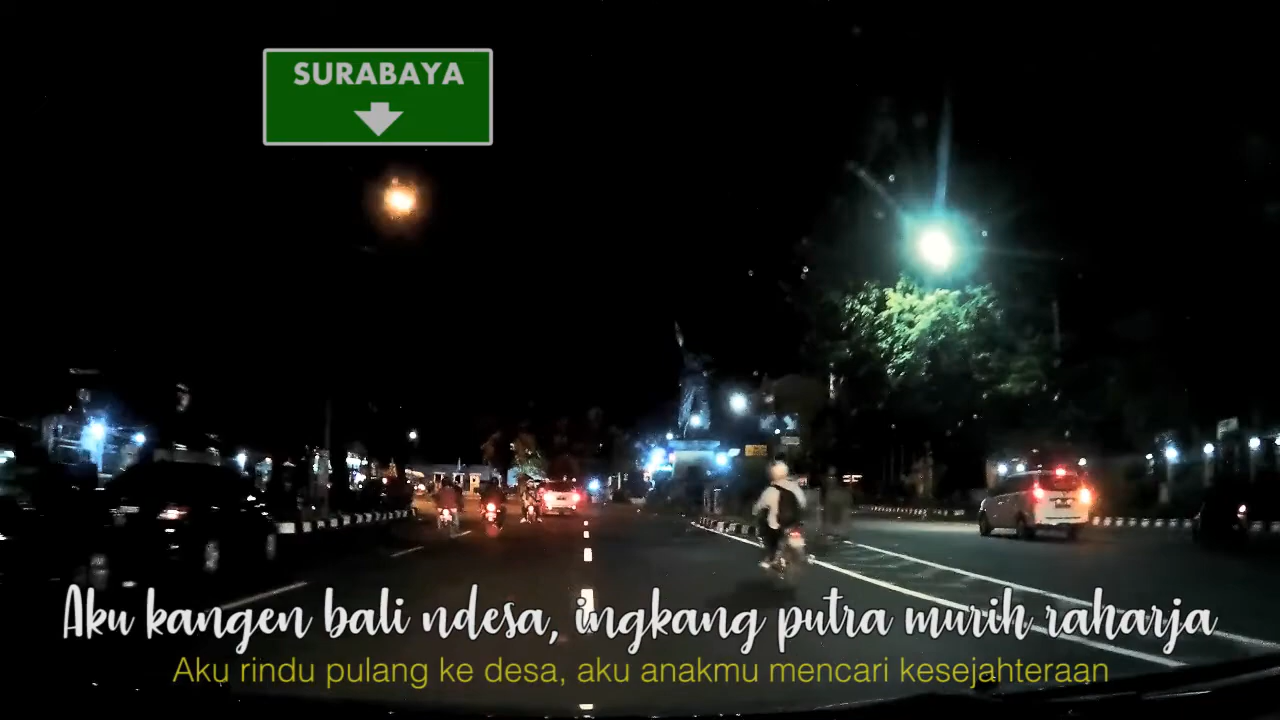 SURABAYA
Aku kangen bali ndesa, ingkang putra murih raharja
Aku rindu pulang ke desa, aku anakmu mencari kesejahteraan